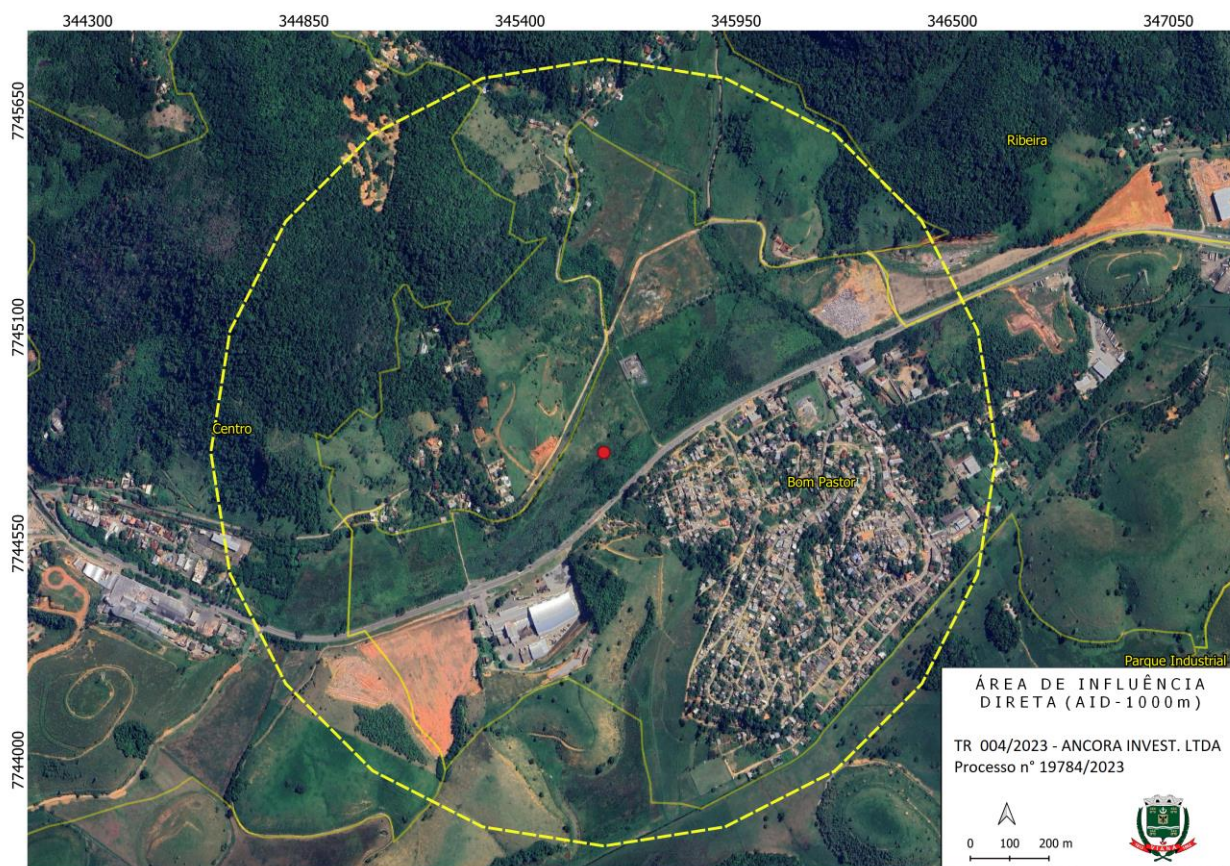 344300 344850 345400 345950 346500 347050
7745650
Ribeira
7745100
Centro
Bom Pastor
7744550
Parque Industrial
ÁREA DE INFLUÊNCIA
DIRETA (AID-1000m)
TR 004/2023 - ANCORA INVEST. LTDA
Processo n° 19784/2023
7744000
0 100 200 m
VIANA